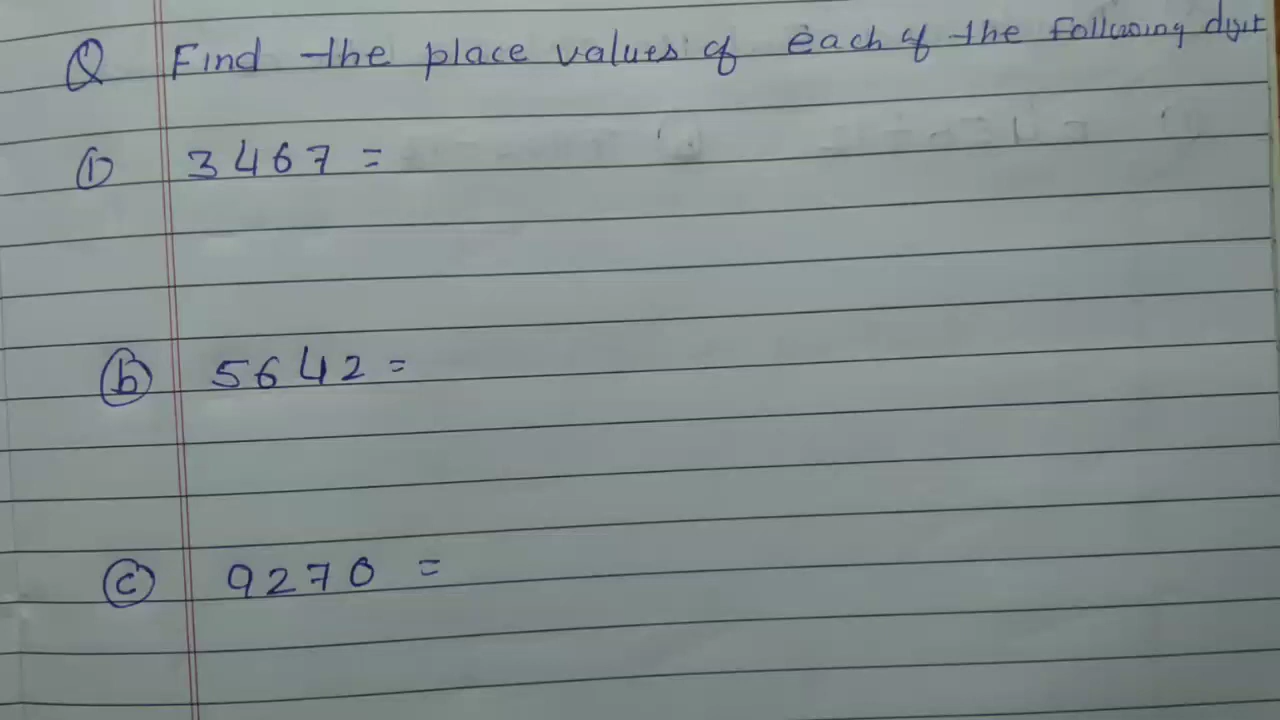 Q Find the place values of each of the following digit
① 3467 =
ⓑ 5642 =
ⓒ 9270 =